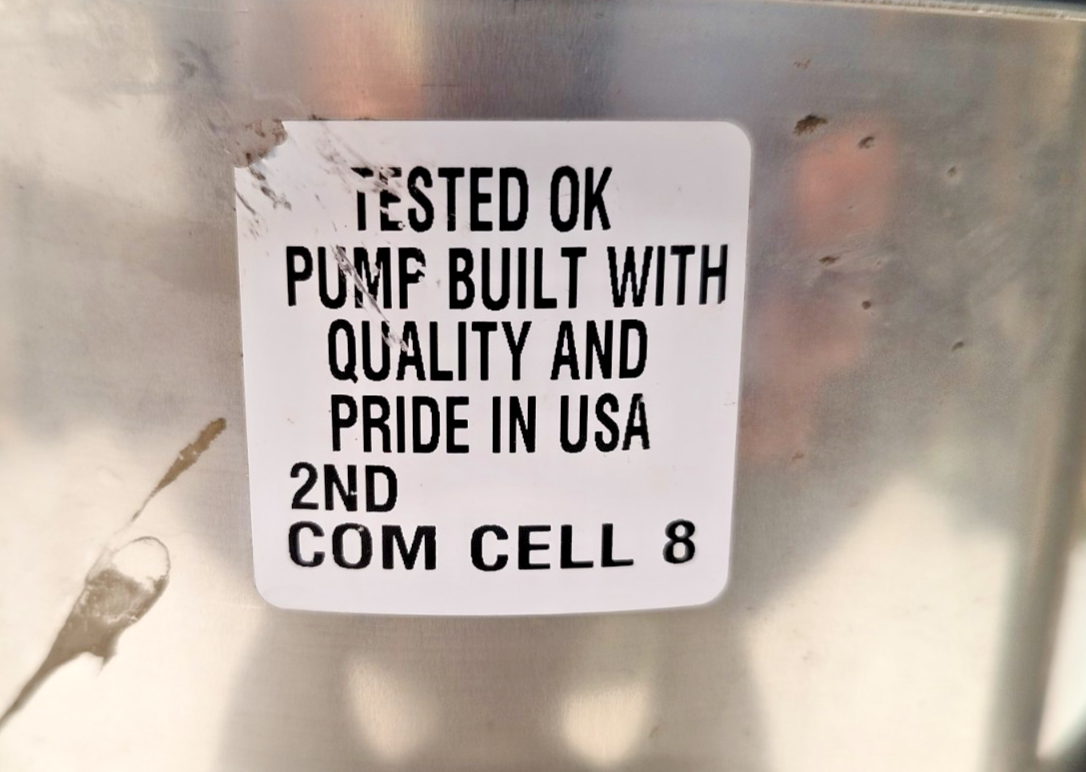 TESTED OK
PUMP BUILT WITH
QUALITY AND
PRIDE IN USA
2ND
COM CELL 8